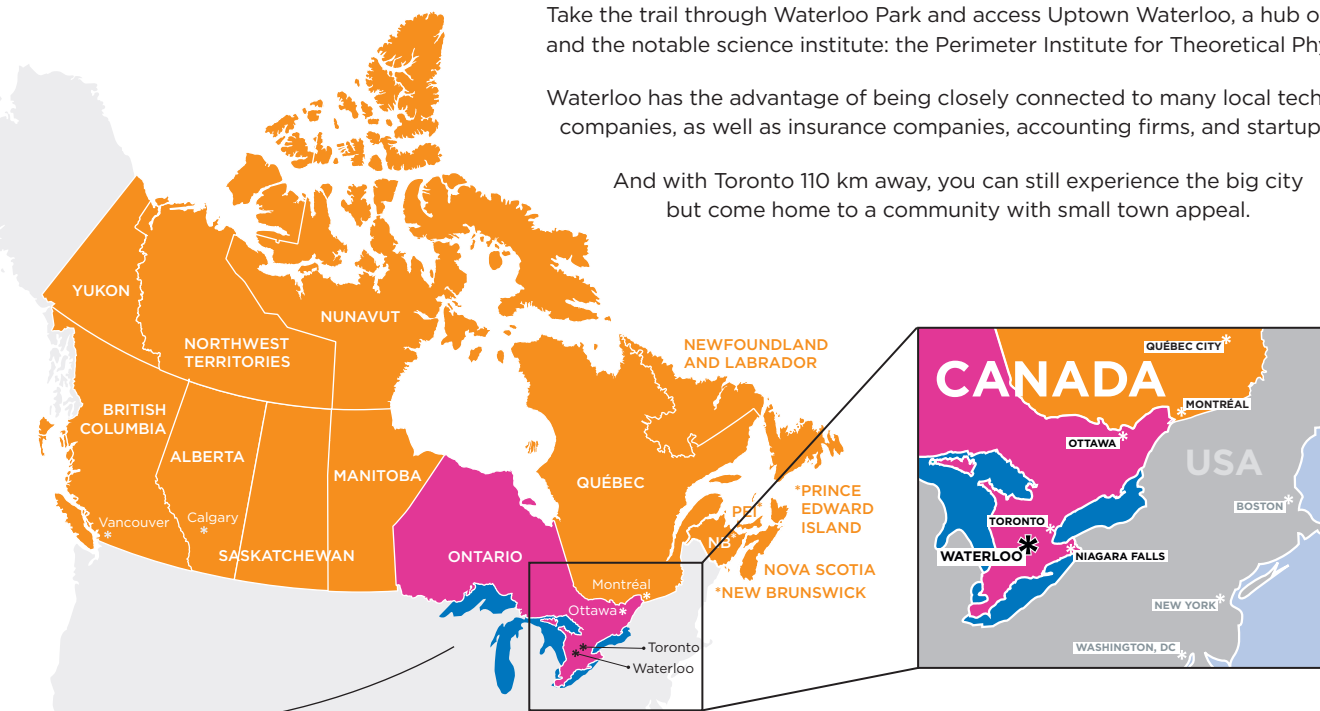 Take the trail through Waterloo Park and access Uptown Waterloo, a hub o
and the notable science institute: the Perimeter Institute for Theoretical Phy
Waterloo has the advantage of being closely connected to many local tech
companies, as well as insurance companies, accounting firms, and startup
And with Toronto 110 km away, you can still experience the big city
but come home to a community with small town appeal.
YUKON
NORTHWEST
TERRITORIES
NUNAVUT
NEWFOUNDLAND
AND LABRADOR
BRITISH
COLUMBIA
ALBERTA
MANITOBA
QUÉBEC
SASKATCHEWAN
ONTARIO
Vancouver
*
Calgary
*
PEI*
*PRINCE
EDWARD
ISLAND
NB*
NOVA SCOTIA
*NEW BRUNSWICK
Montréal
*
Ottawa*
* Toronto
* Waterloo
CANADA
USA
QUÉBEC CITY *
* MONTRÉAL
OTTAWA *
BOSTON *
TORONTO *
WATERLOO *
* NIAGARA FALLS
NEW YORK *
WASHINGTON, DC *